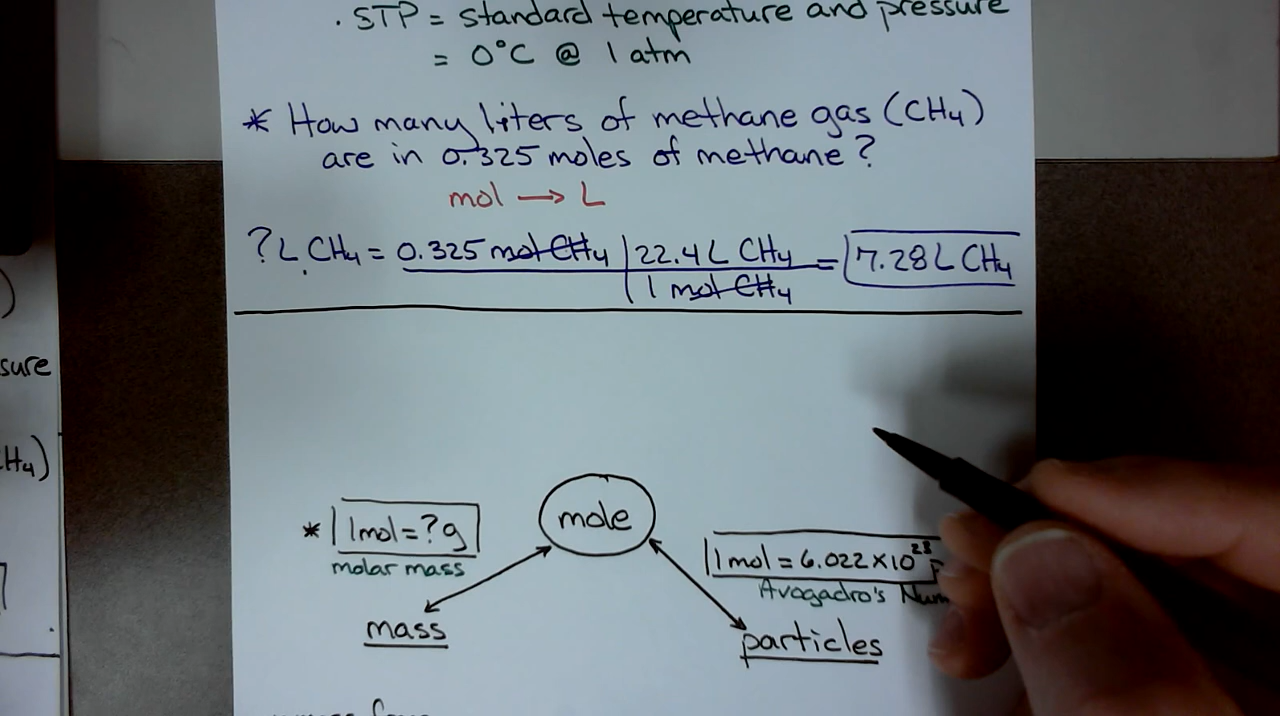 · STP = standard temperature and pressure
= 0°C @ 1 atm
* How many liters of methane gas (CH4)
are in 0.325 moles of methane?
mol → L
? L CH4 = 0.325 mol CH4 | 22.4 L CH4 = 7.28 L CH4
1 mol CH4
mole
* 1 mol = ? g
molar mass
1 mol = 6.022 × 10²³
Avogadro's Num
mass
particles
sure
H4)